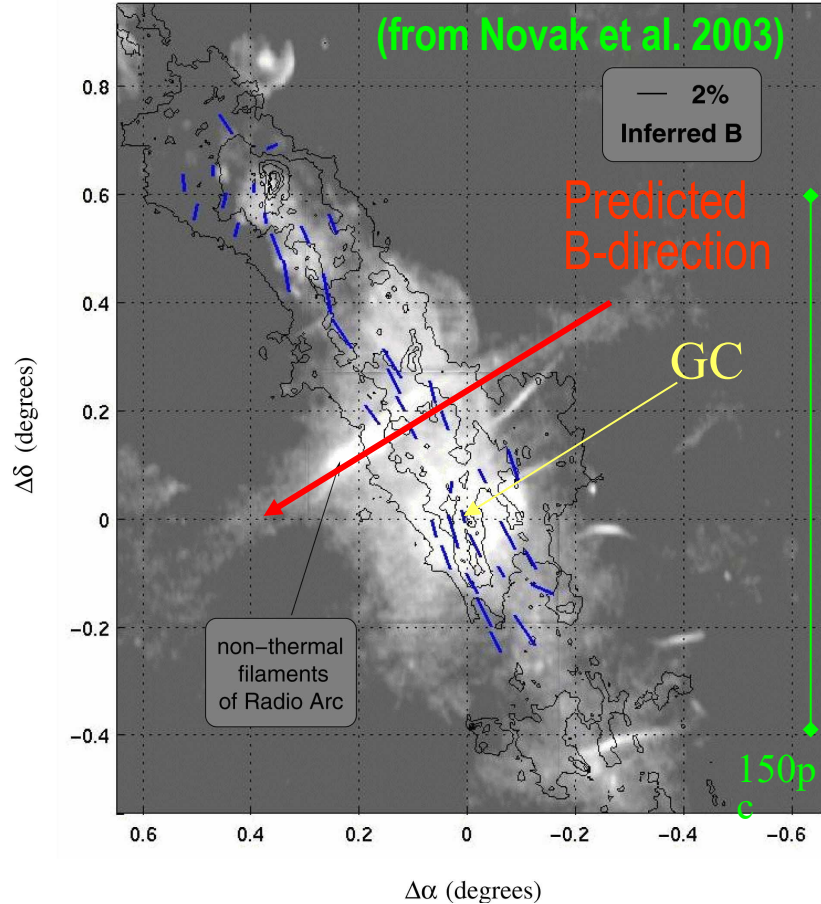 (from Novak et al. 2003)
— 2%
Inferred B
Predicted
B-direction
GC
non−thermal
filaments
of Radio Arc
150p
c
0.8
0.6
0.4
0.2
0
−0.2
−0.4
0.6
0.4
0.2
0
−0.2
−0.4
−0.6
Δδ (degrees)
Δα (degrees)